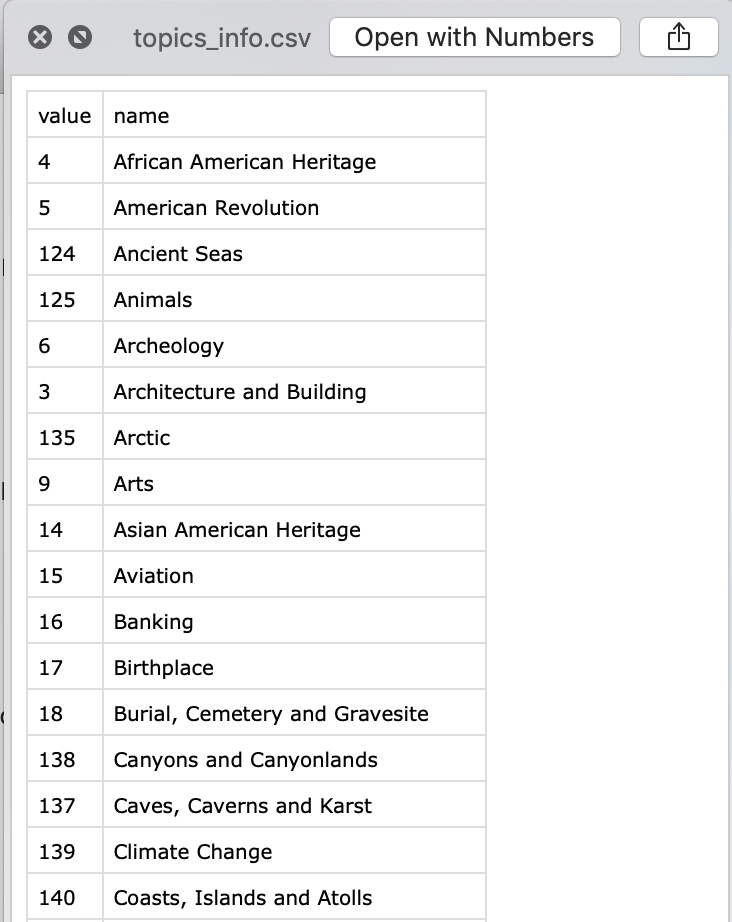 topics_info.csv Open with Numbers
value name
4 African American Heritage
5 American Revolution
124 Ancient Seas
125 Animals
6 Archeology
3 Architecture and Building
135 Arctic
9 Arts
14 Asian American Heritage
15 Aviation
16 Banking
17 Birthplace
18 Burial, Cemetery and Gravesite
138 Canyons and Canyonlands
137 Caves, Caverns and Karst
139 Climate Change
140 Coasts, Islands and Atolls